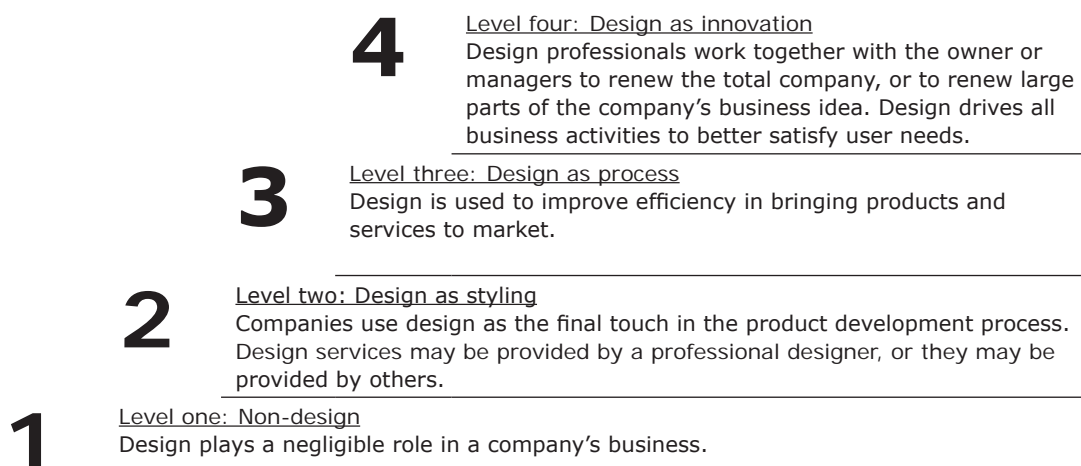 4
Level four: Design as innovation
Design professionals work together with the owner or
managers to renew the total company, or to renew large
parts of the company’s business idea. Design drives all
business activities to better satisfy user needs.
3
Level three: Design as process
Design is used to improve efficiency in bringing products and
services to market.
2
Level two: Design as styling
Companies use design as the final touch in the product development process.
Design services may be provided by a professional designer, or they may be
provided by others.
1
Level one: Non-design
Design plays a negligible role in a company’s business.